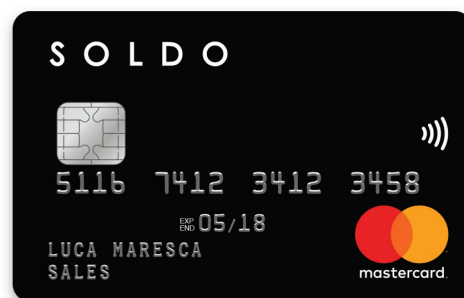 SOLDO
5116 7412 3412 3458
EXP END 05/18
LUCA MARESCA
SALES
mastercard